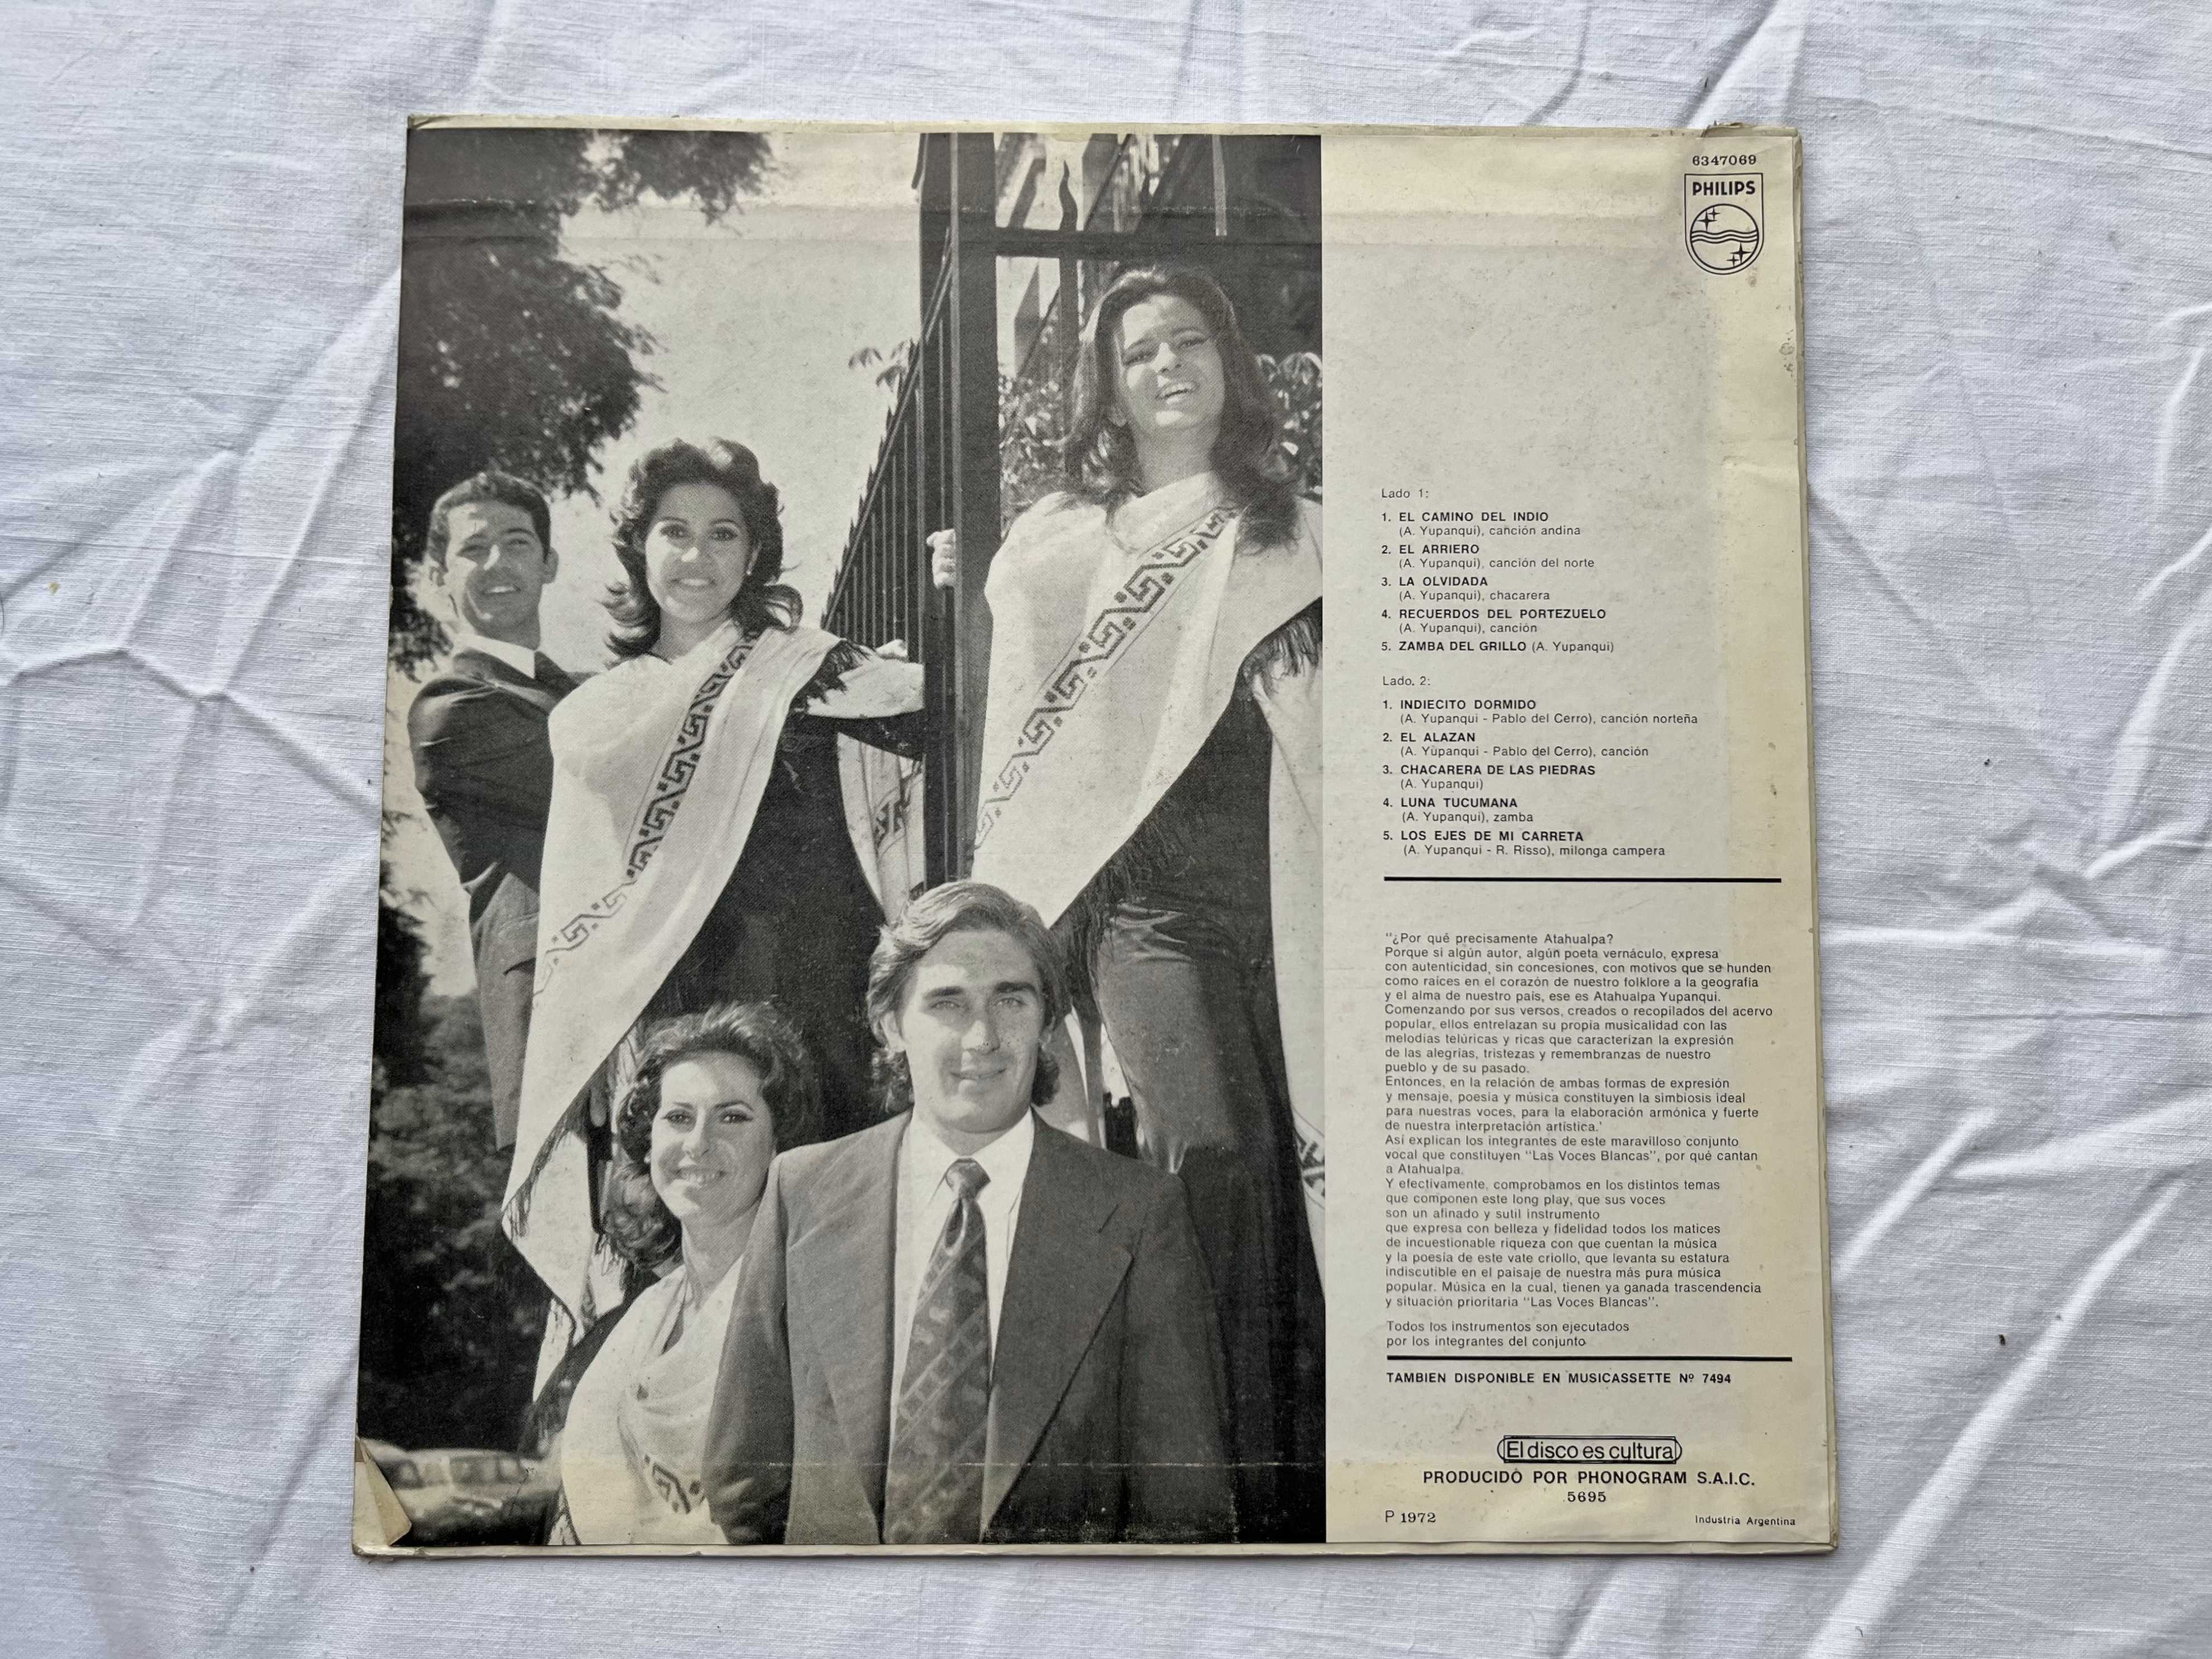 6347069
PHILIPS
Lado 1:
1. EL CAMINO DEL INDIO
(A. Yupanqui), canción andina
2. EL ARRIERO
(A. Yupanqui), canción del norte
3. LA OLVIDADA
(A. Yupanqui), chacarera
4. RECUERDOS DEL PORTEZUELO
(A. Yupanqui), canción
5. ZAMBA DEL GRILLO (A. Yupanqui)
Lado. 2:
1. INDIECITO DORMIDO
(A. Yupanqui - Pablo del Cerro), canción norteña
2. EL ALAZAN
(A. Yupanqui - Pablo del Cerro), canción
3. CHACARERA DE LAS PIEDRAS
(A. Yupanqui)
4. LUNA TUCUMANA
(A. Yupanqui), zamba
5. LOS EJES DE MI CARRETA
(A. Yupanqui - R. Risso), milonga campera
"¿Por qué precisamente Atahualpa?
Porque si algún autor, algún poeta vernáculo, expresa
con autenticidad, sin concesiones, con motivos que se hunden
como raíces en el corazón de nuestro folklore a la geografía
y el alma de nuestro país, ese es Atahualpa Yupanqui.
Comenzando por sus versos, creados o recopilados del acervo
popular, ellos entrelazan su propia musicalidad con las
melodías telúricas y ricas que caracterizan la expresión
de las alegrías, tristezas y remembranzas de nuestro
pueblo y de su pasado.
Entonces, en la relación de ambas formas de expresión
y mensaje, poesía y música constituyen la simbiosis ideal
para nuestras voces, para la elaboración armónica y fuerte
de nuestra interpretación artística.'
Así explican los integrantes de este maravilloso conjunto
vocal que constituyen "Las Voces Blancas", por qué cantan
a Atahualpa.
Y efectivamente, comprobamos en los distintos temas
que componen este long play, que sus voces
son un afinado y sutil instrumento
que expresa con belleza y fidelidad todos los matices
de incuestionable riqueza con que cuentan la música
y la poesía de este vate criollo, que levanta su estatura
indiscutible en el paisaje de nuestra más pura música
popular. Música en la cual, tienen ya ganada trascendencia
y situación prioritaria "Las Voces Blancas".
Todos los instrumentos son ejecutados
por los integrantes del conjunto
TAMBIEN DISPONIBLE EN MUSICASSETTE Nº 7494
El disco es cultura
PRODUCIDO POR PHONOGRAM S.A.I.C.
5695
P 1972
Industria Argentina